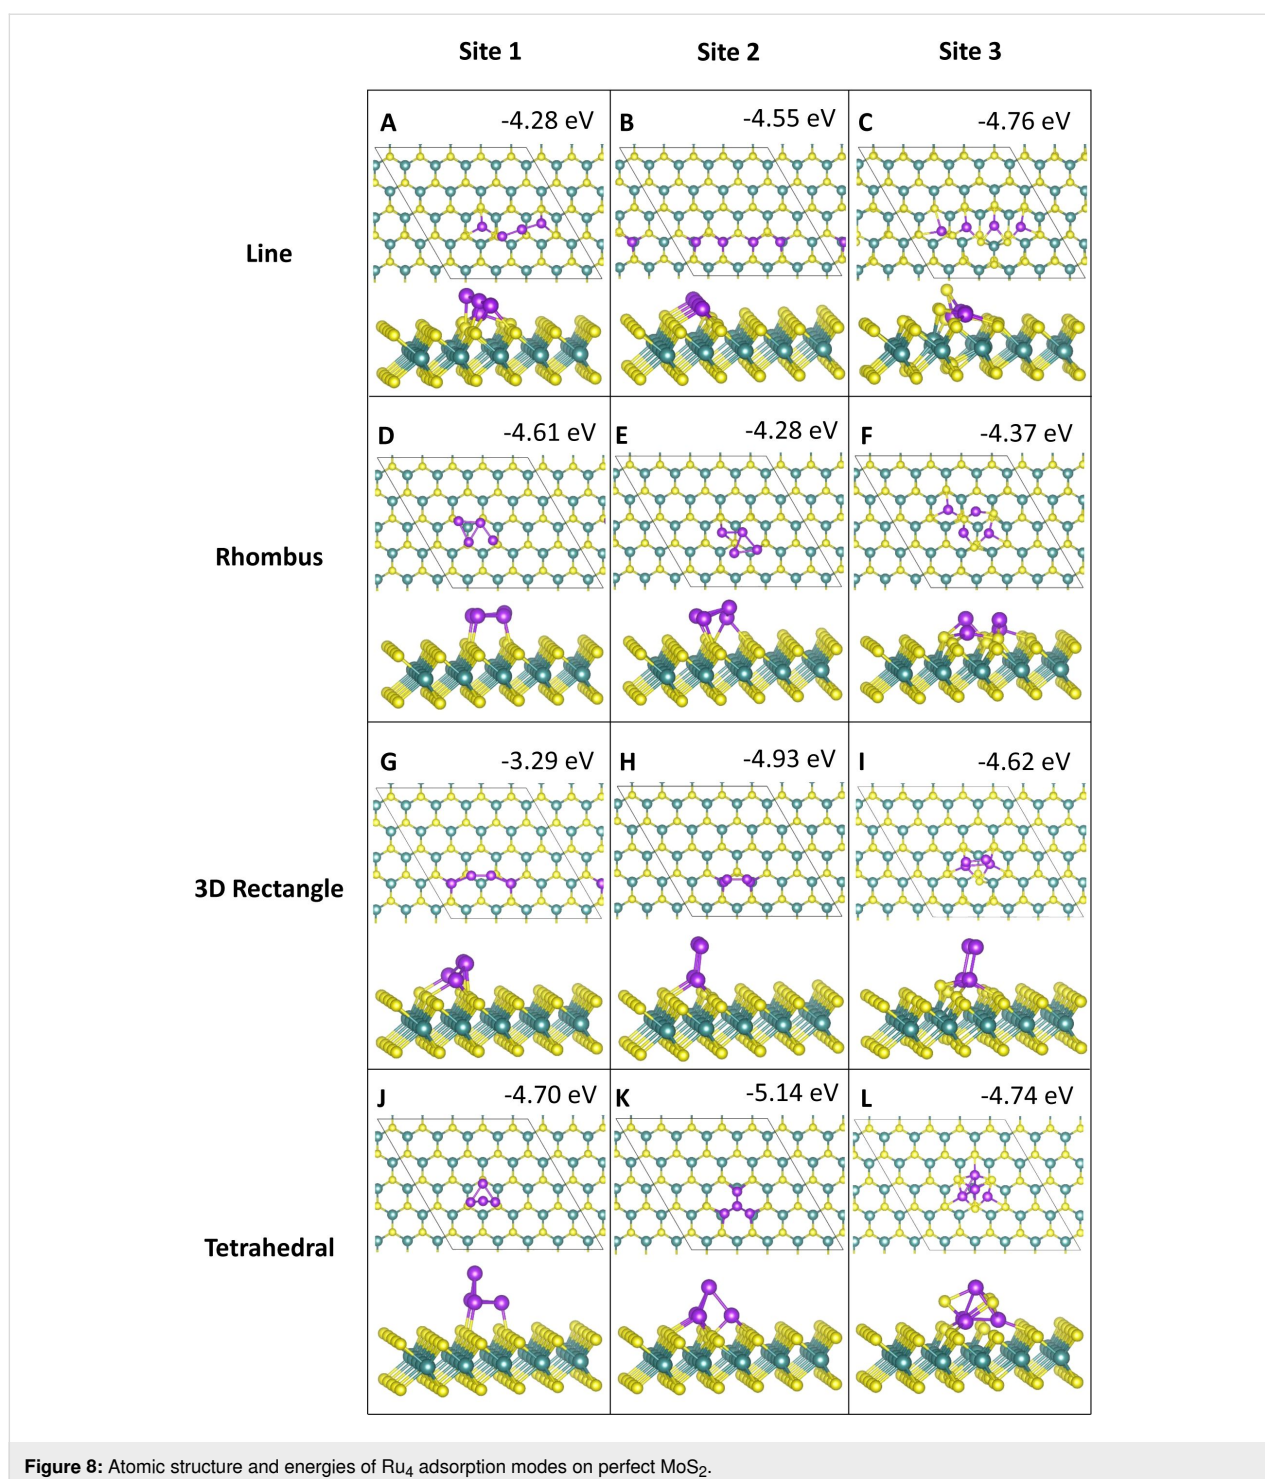 Site 1 Site 2 Site 3
A -4.28 eV B -4.55 eV C -4.76 eV
Line
D -4.61 eV E -4.28 eV F -4.37 eV
Rhombus
G -3.29 eV H -4.93 eV I -4.62 eV
3D Rectangle
J -4.70 eV K -5.14 eV L -4.74 eV
Tetrahedral
Figure 8: Atomic structure and energies of Ru4 adsorption modes on perfect MoS2.